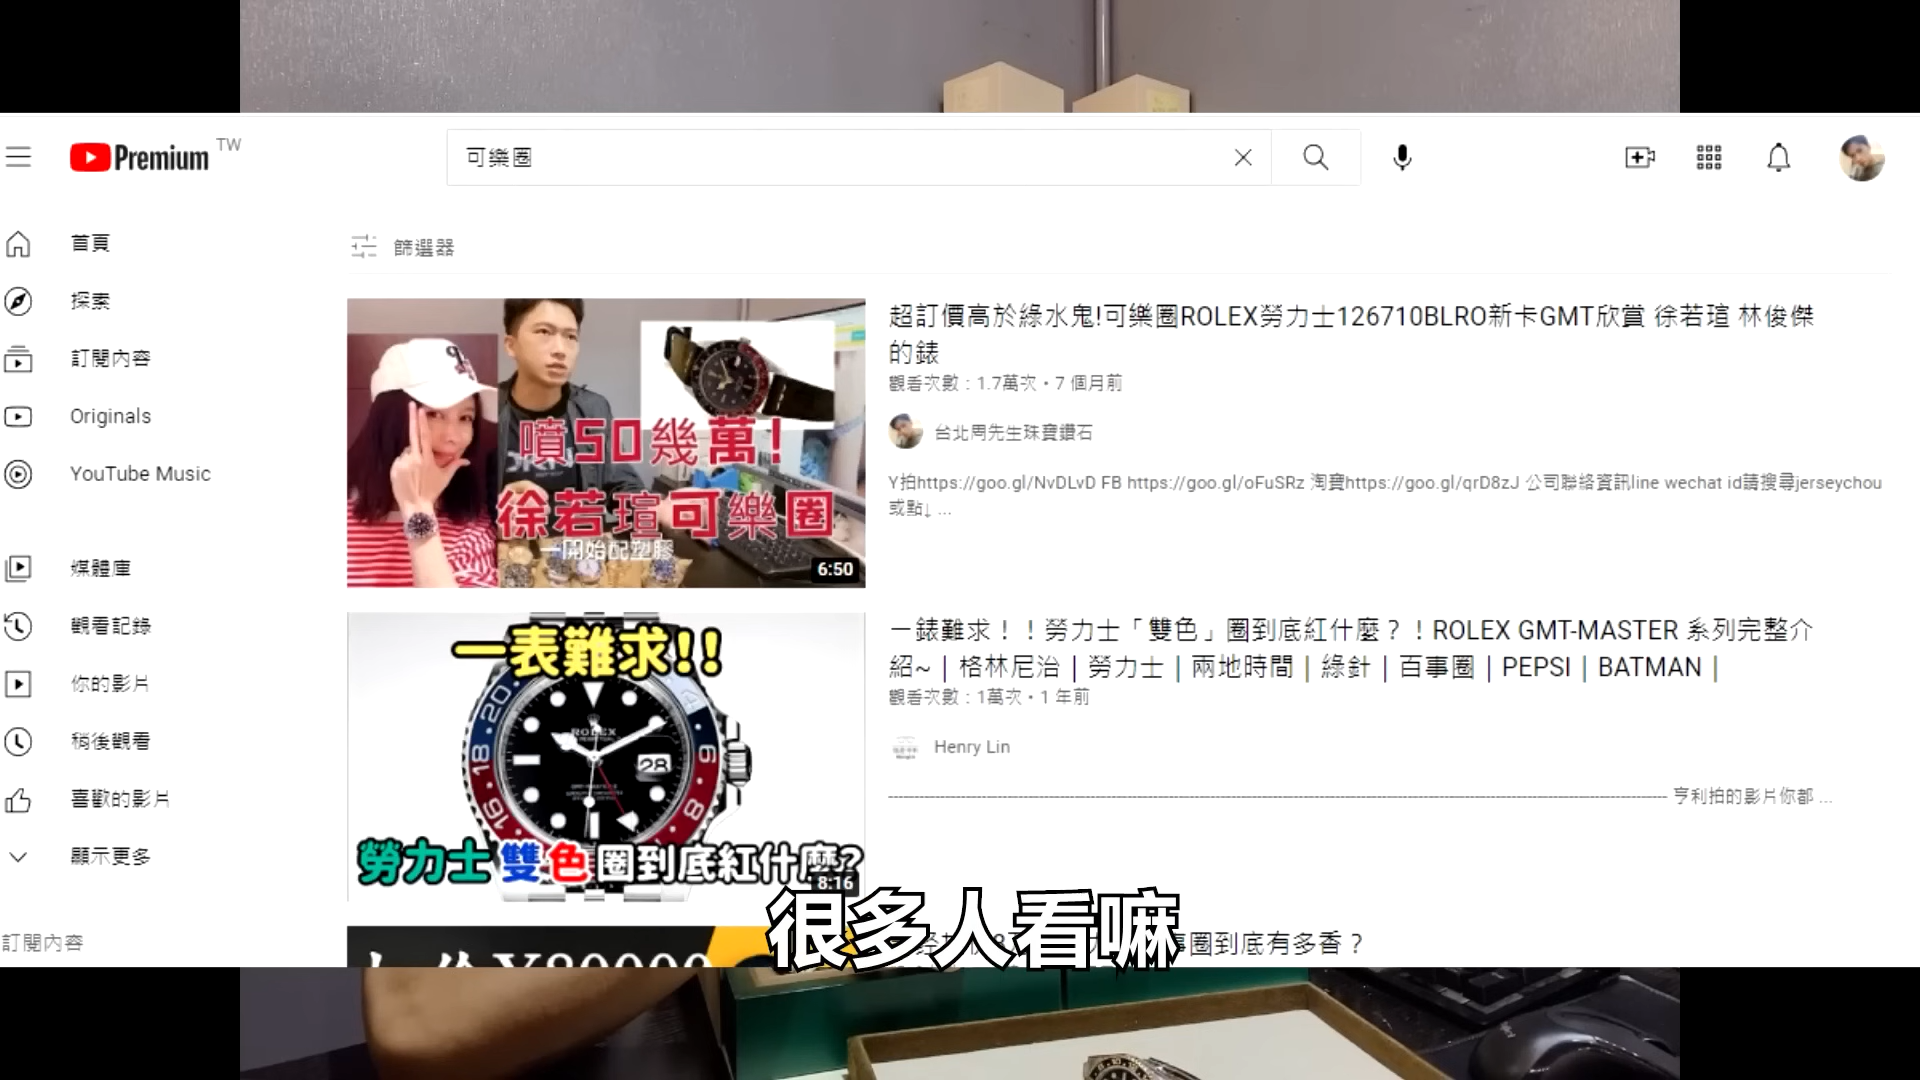 Premium TW
可樂圈
首頁
探索
訂閱內容
Originals
YouTube Music
媒體庫
觀看記錄
你的影片
稍後觀看
喜歡的影片
顯示更多
訂閱內容
篩選器
噴50幾萬!
徐若瑄可樂圈
一開始配塑膠
6:50
超訂價高於綠水鬼!可樂圈ROLEX勞力士126710BLRO新卡GMT欣賞 徐若瑄 林俊傑
的錶
觀看次數:1.7萬次・7 個月前
台北周先生珠寶鑽石
Y拍https://goo.gl/NvDLvD FB https://goo.gl/oFuSRz 淘寶https://goo.gl/qrD8zJ 公司聯絡資訊line wechat id請搜尋jerseychou
或點↓ ...
一表難求!!
ROLEX
28
勞力士雙色圈到底紅什麼?
8:16
一錶難求!!勞力士「雙色」圈到底紅什麼?!ROLEX GMT-MASTER 系列完整介
紹~｜格林尼治｜勞力士｜兩地時間｜綠針｜百事圈｜PEPSI｜BATMAN｜
觀看次數:1萬次・1 年前
Henry Lin
亨利拍的影片你都 ...
事圈到底有多香?
很多人看嘛